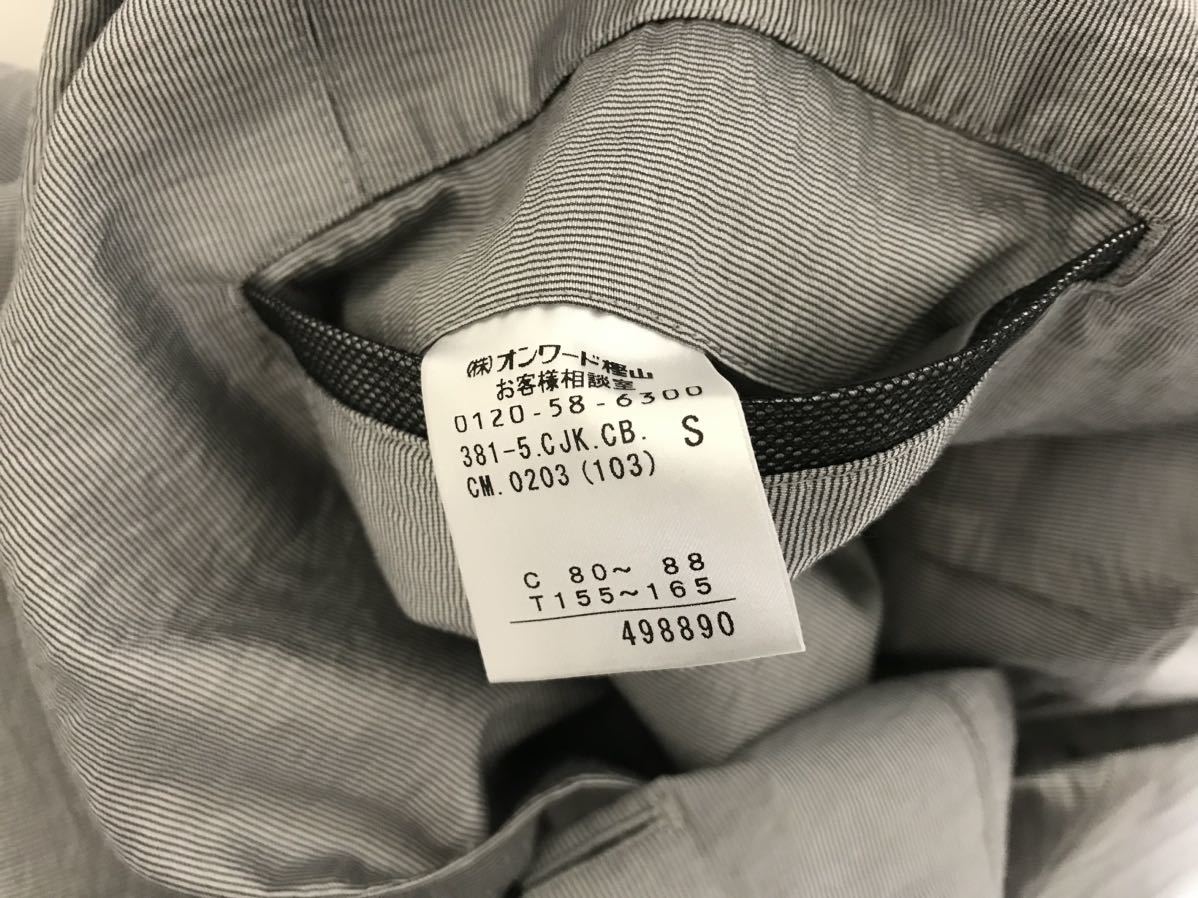 (株)オンワード樫山
お客様相談室
0120-58-6300
381-5.CJK.CB. S
CM.0203 (103)
C 80~ 88
T155~165
498890